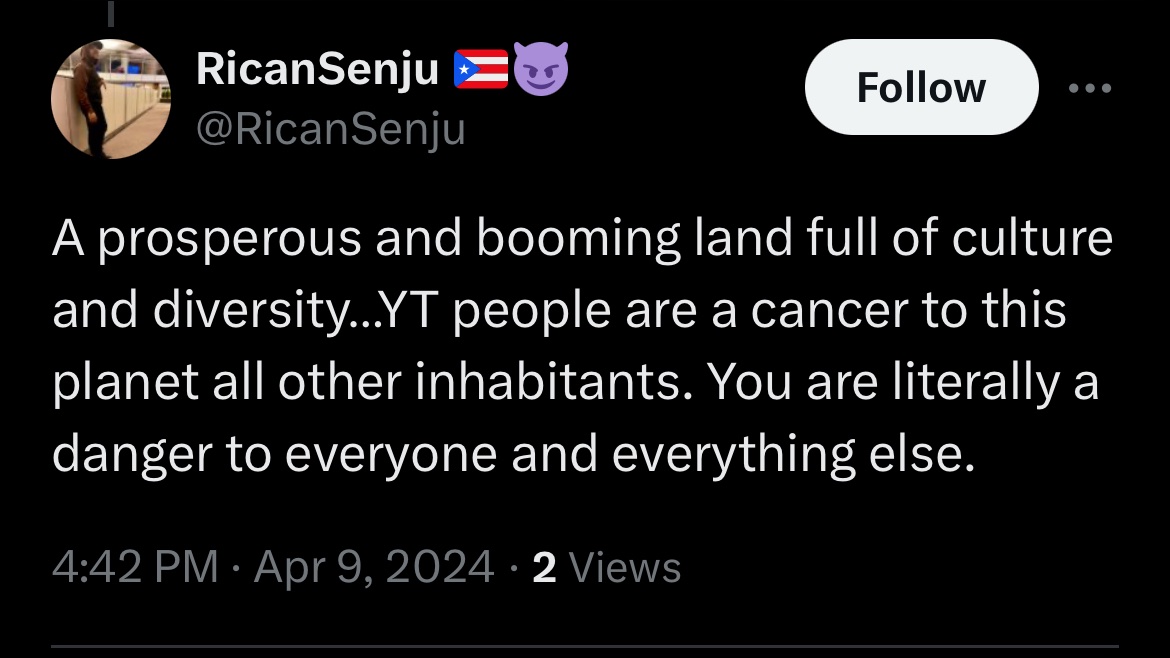 RicanSenju 🇵🇷😈
Follow
@RicanSenju
A prosperous and booming land full of culture
and diversity...YT people are a cancer to this
planet all other inhabitants. You are literally a
danger to everyone and everything else.
4:42 PM · Apr 9, 2024 · 2 Views